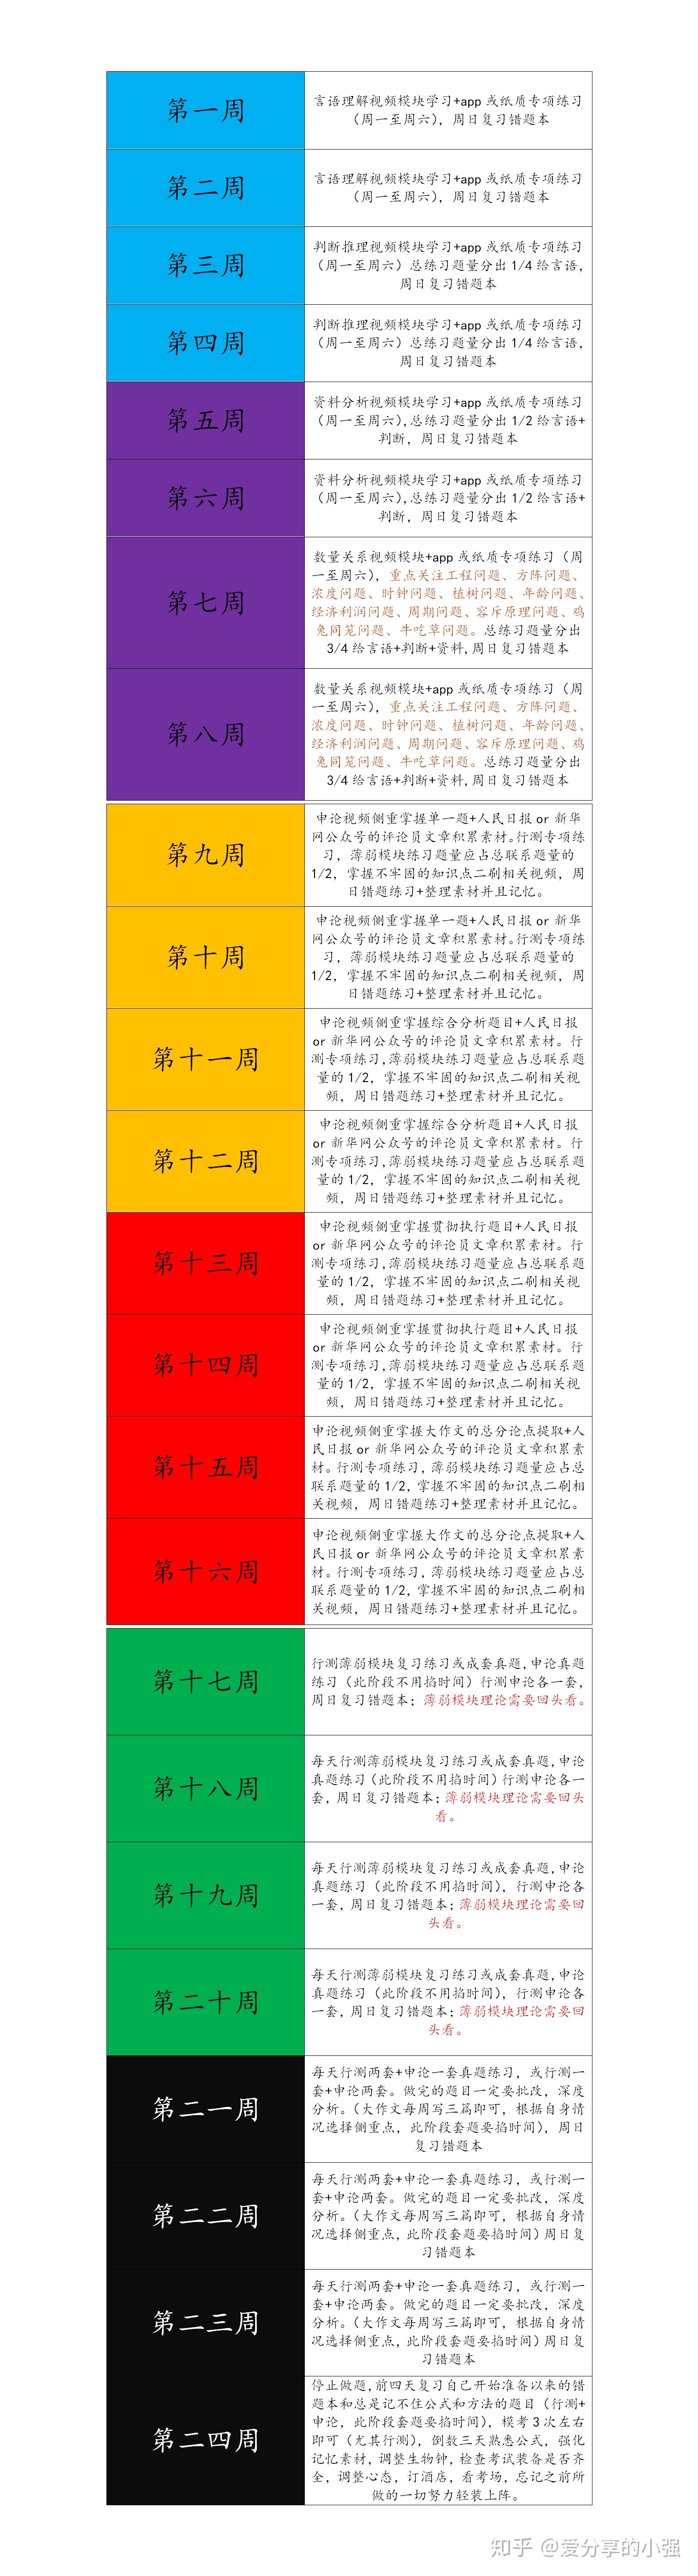 第一周
言语理解视频模块学习+app 或纸质专项练习
（周一至周六），周日复习错题本
第二周
言语理解视频模块学习+app 或纸质专项练习
（周一至周六），周日复习错题本
第三周
判断推理视频模块学习+app 或纸质专项练习
（周一至周六）总练习题量分出 1/4 给言语，
周日复习错题本
第四周
判断推理视频模块学习+app 或纸质专项练习
（周一至周六）总练习题量分出 1/4 给言语，
周日复习错题本
第五周
资料分析视频模块学习+app 或纸质专项练习
（周一至周六）,总练习题量分出 1/2 给言语+
判断，周日复习错题本
第六周
资料分析视频模块学习+app 或纸质专项练习
（周一至周六）,总练习题量分出 1/2 给言语+
判断，周日复习错题本
第七周
数量关系视频模块+app 或纸质专项练习（周
一至周六），重点关注工程问题、方阵问题、
浓度问题、时钟问题、植树问题、年龄问题、
经济利润问题、周期问题、容斥原理问题、鸡
兔同笼问题、牛吃草问题。总练习题量分出
3/4 给言语+判断+资料,周日复习错题本
第八周
数量关系视频模块+app 或纸质专项练习（周
一至周六），重点关注工程问题、方阵问题、
浓度问题、时钟问题、植树问题、年龄问题、
经济利润问题、周期问题、容斥原理问题、鸡
兔同笼问题、牛吃草问题。总练习题量分出
3/4 给言语+判断+资料,周日复习错题本
第九周
申论视频侧重掌握单一题+人民日报 or 新华
网公众号的评论员文章积累素材。行测专项练
习，薄弱模块练习题量应占总联系题量的
1/2，掌握不牢固的知识点二刷相关视频，周
日错题练习+整理素材并且记忆。
第十周
申论视频侧重掌握单一题+人民日报 or 新华
网公众号的评论员文章积累素材。行测专项练
习，薄弱模块练习题量应占总联系题量的
1/2，掌握不牢固的知识点二刷相关视频，周
日错题练习+整理素材并且记忆。
第十一周
申论视频侧重掌握综合分析题目+人民日报
or 新华网公众号的评论员文章积累素材。行
测专项练习,薄弱模块练习题量应占总联系题
量的 1/2，掌握不牢固的知识点二刷相关视
频，周日错题练习+整理素材并且记忆。
第十二周
申论视频侧重掌握综合分析题目+人民日报
or 新华网公众号的评论员文章积累素材。行
测专项练习,薄弱模块练习题量应占总联系题
量的 1/2，掌握不牢固的知识点二刷相关视
频，周日错题练习+整理素材并且记忆。
第十三周
申论视频侧重掌握贯彻执行题目+人民日报
or 新华网公众号的评论员文章积累素材。行
测专项练习,薄弱模块练习题量应占总联系题
量的 1/2，掌握不牢固的知识点二刷相关视
频，周日错题练习+整理素材并且记忆。
第十四周
申论视频侧重掌握贯彻执行题目+人民日报
or 新华网公众号的评论员文章积累素材。行
测专项练习,薄弱模块练习题量应占总联系题
量的 1/2，掌握不牢固的知识点二刷相关视
频，周日错题练习+整理素材并且记忆。
第十五周
申论视频侧重掌握大作文的总分论点提取+人
民日报 or 新华网公众号的评论员文章积累素
材。行测专项练习，薄弱模块练习题量应占总
联系题量的 1/2，掌握不牢固的知识点二刷相
关视频，周日错题练习+整理素材并且记忆。
第十六周
申论视频侧重掌握大作文的总分论点提取+人
民日报 or 新华网公众号的评论员文章积累素
材。行测专项练习，薄弱模块练习题量应占总
联系题量的 1/2，掌握不牢固的知识点二刷相
关视频，周日错题练习+整理素材并且记忆。
第十七周
行测薄弱模块复习练习或成套真题,申论真题
练习（此阶段不用掐时间）行测申论各一套，
周日复习错题本；薄弱模块理论需要回头看。
第十八周
每天行测薄弱模块复习练习或成套真题,申论
真题练习（此阶段不用掐时间）行测申论各一
套，周日复习错题本；薄弱模块理论需要回头
看。
第十九周
每天行测薄弱模块复习练习或成套真题,申论
真题练习（此阶段不用掐时间），行测申论各
一套，周日复习错题本；薄弱模块理论需要回
头看。
第二十周
每天行测薄弱模块复习练习或成套真题,申论
真题练习（此阶段不用掐时间），行测申论各
一套，周日复习错题本；薄弱模块理论需要回
头看。
第二一周
每天行测两套+申论一套真题练习，或行测一
套+申论两套。做完的题目一定要批改，深度
分析。（大作文每周写三篇即可，根据自身情
况选择侧重点，此阶段套题要掐时间），周日
复习错题本
第二二周
每天行测两套+申论一套真题练习，或行测一
套+申论两套。做完的题目一定要批改，深度
分析。（大作文每周写三篇即可，根据自身情
况选择侧重点，此阶段套题要掐时间）周日复
习错题本
第二三周
每天行测两套+申论一套真题练习，或行测一
套+申论两套。做完的题目一定要批改，深度
分析。（大作文每周写三篇即可，根据自身情
况选择侧重点，此阶段套题要掐时间）周日复
习错题本
第二四周
停止做题,前四天复习自己开始准备以来的错
题本和总是记不住公式和方法的题目（行测+
申论，此阶段套题要掐时间），模考 3 次左右
即可（尤其行测），倒数三天熟悉公式，强化
记忆素材，调整生物钟，检查考试装备是否齐
全，调整心态，订酒店，看考场，忘记之前所
做的一切努力轻装上阵。
知乎 @爱分享的小强